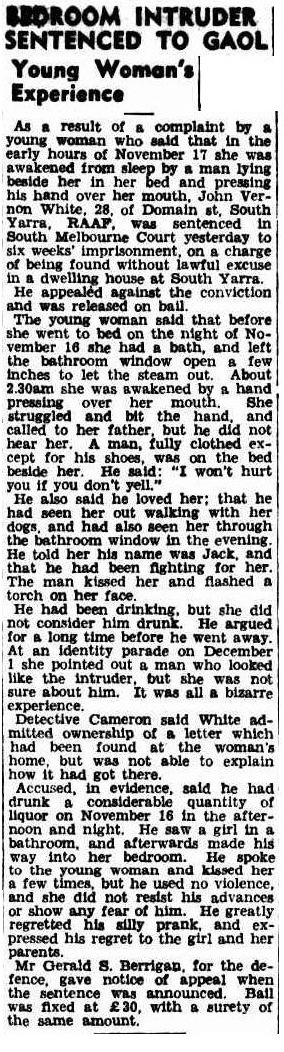 BEDROOM INTRUDER
SENTENCED TO GAOL
Young Woman's
Experience
As a result of a complaint by a
young woman who said that in the
early hours of November 17 she was
awakened from sleep by a man lying
beside her in her bed and pressing
his hand over her mouth, John Ver-
non White, 28, of Domain st, South
Yarra, RAAF, was sentenced in
South Melbourne Court yesterday to
six weeks' imprisonment, on a charge
of being found without lawful excuse
in a dwelling house at South Yarra.
He appealed against the conviction
and was released on bail.
The young woman said that before
she went to bed on the night of No-
vember 16 she had a bath, and left
the bathroom window open a few
inches to let the steam out. About
2.30am she was awakened by a hand
pressing over her mouth. She
struggled and bit the hand, and
called to her father, but he did not
hear her. A man, fully clothed ex-
cept for his shoes, was on the bed
beside her. He said: "I won't hurt
you if you don't yell."
He also said he loved her; that he
had seen her out walking with her
dogs, and had also seen her through
the bathroom window in the evening.
He told her his name was Jack, and
that he had been fighting for her.
The man kissed her and flashed a
torch on her face.
He had been drinking, but she did
not consider him drunk. He argued
for a long time before he went away.
At an identity parade on December
1 she pointed out a man who looked
like the intruder, but she was not
sure about him. It was all a bizarre
experience.
Detective Cameron said White ad-
mitted ownership of a letter which
had been found at the woman's
home, but was not able to explain
how it had got there.
Accused, in evidence, said he had
drunk a considerable quantity of
liquor on November 16 in the after-
noon and night. He saw a girl in a
bathroom, and afterwards made his
way into her bedroom. He spoke
to the young woman and kissed her
a few times, but he used no violence,
and she did not resist his advances
or show any fear of him. He greatly
regretted his silly prank, and ex-
pressed his regret to the girl and her
parents.
Mr Gerald S. Berrigan, for the de-
fence, gave notice of appeal when
the sentence was announced. Bail
was fixed at £30, with a surety of
the same amount.